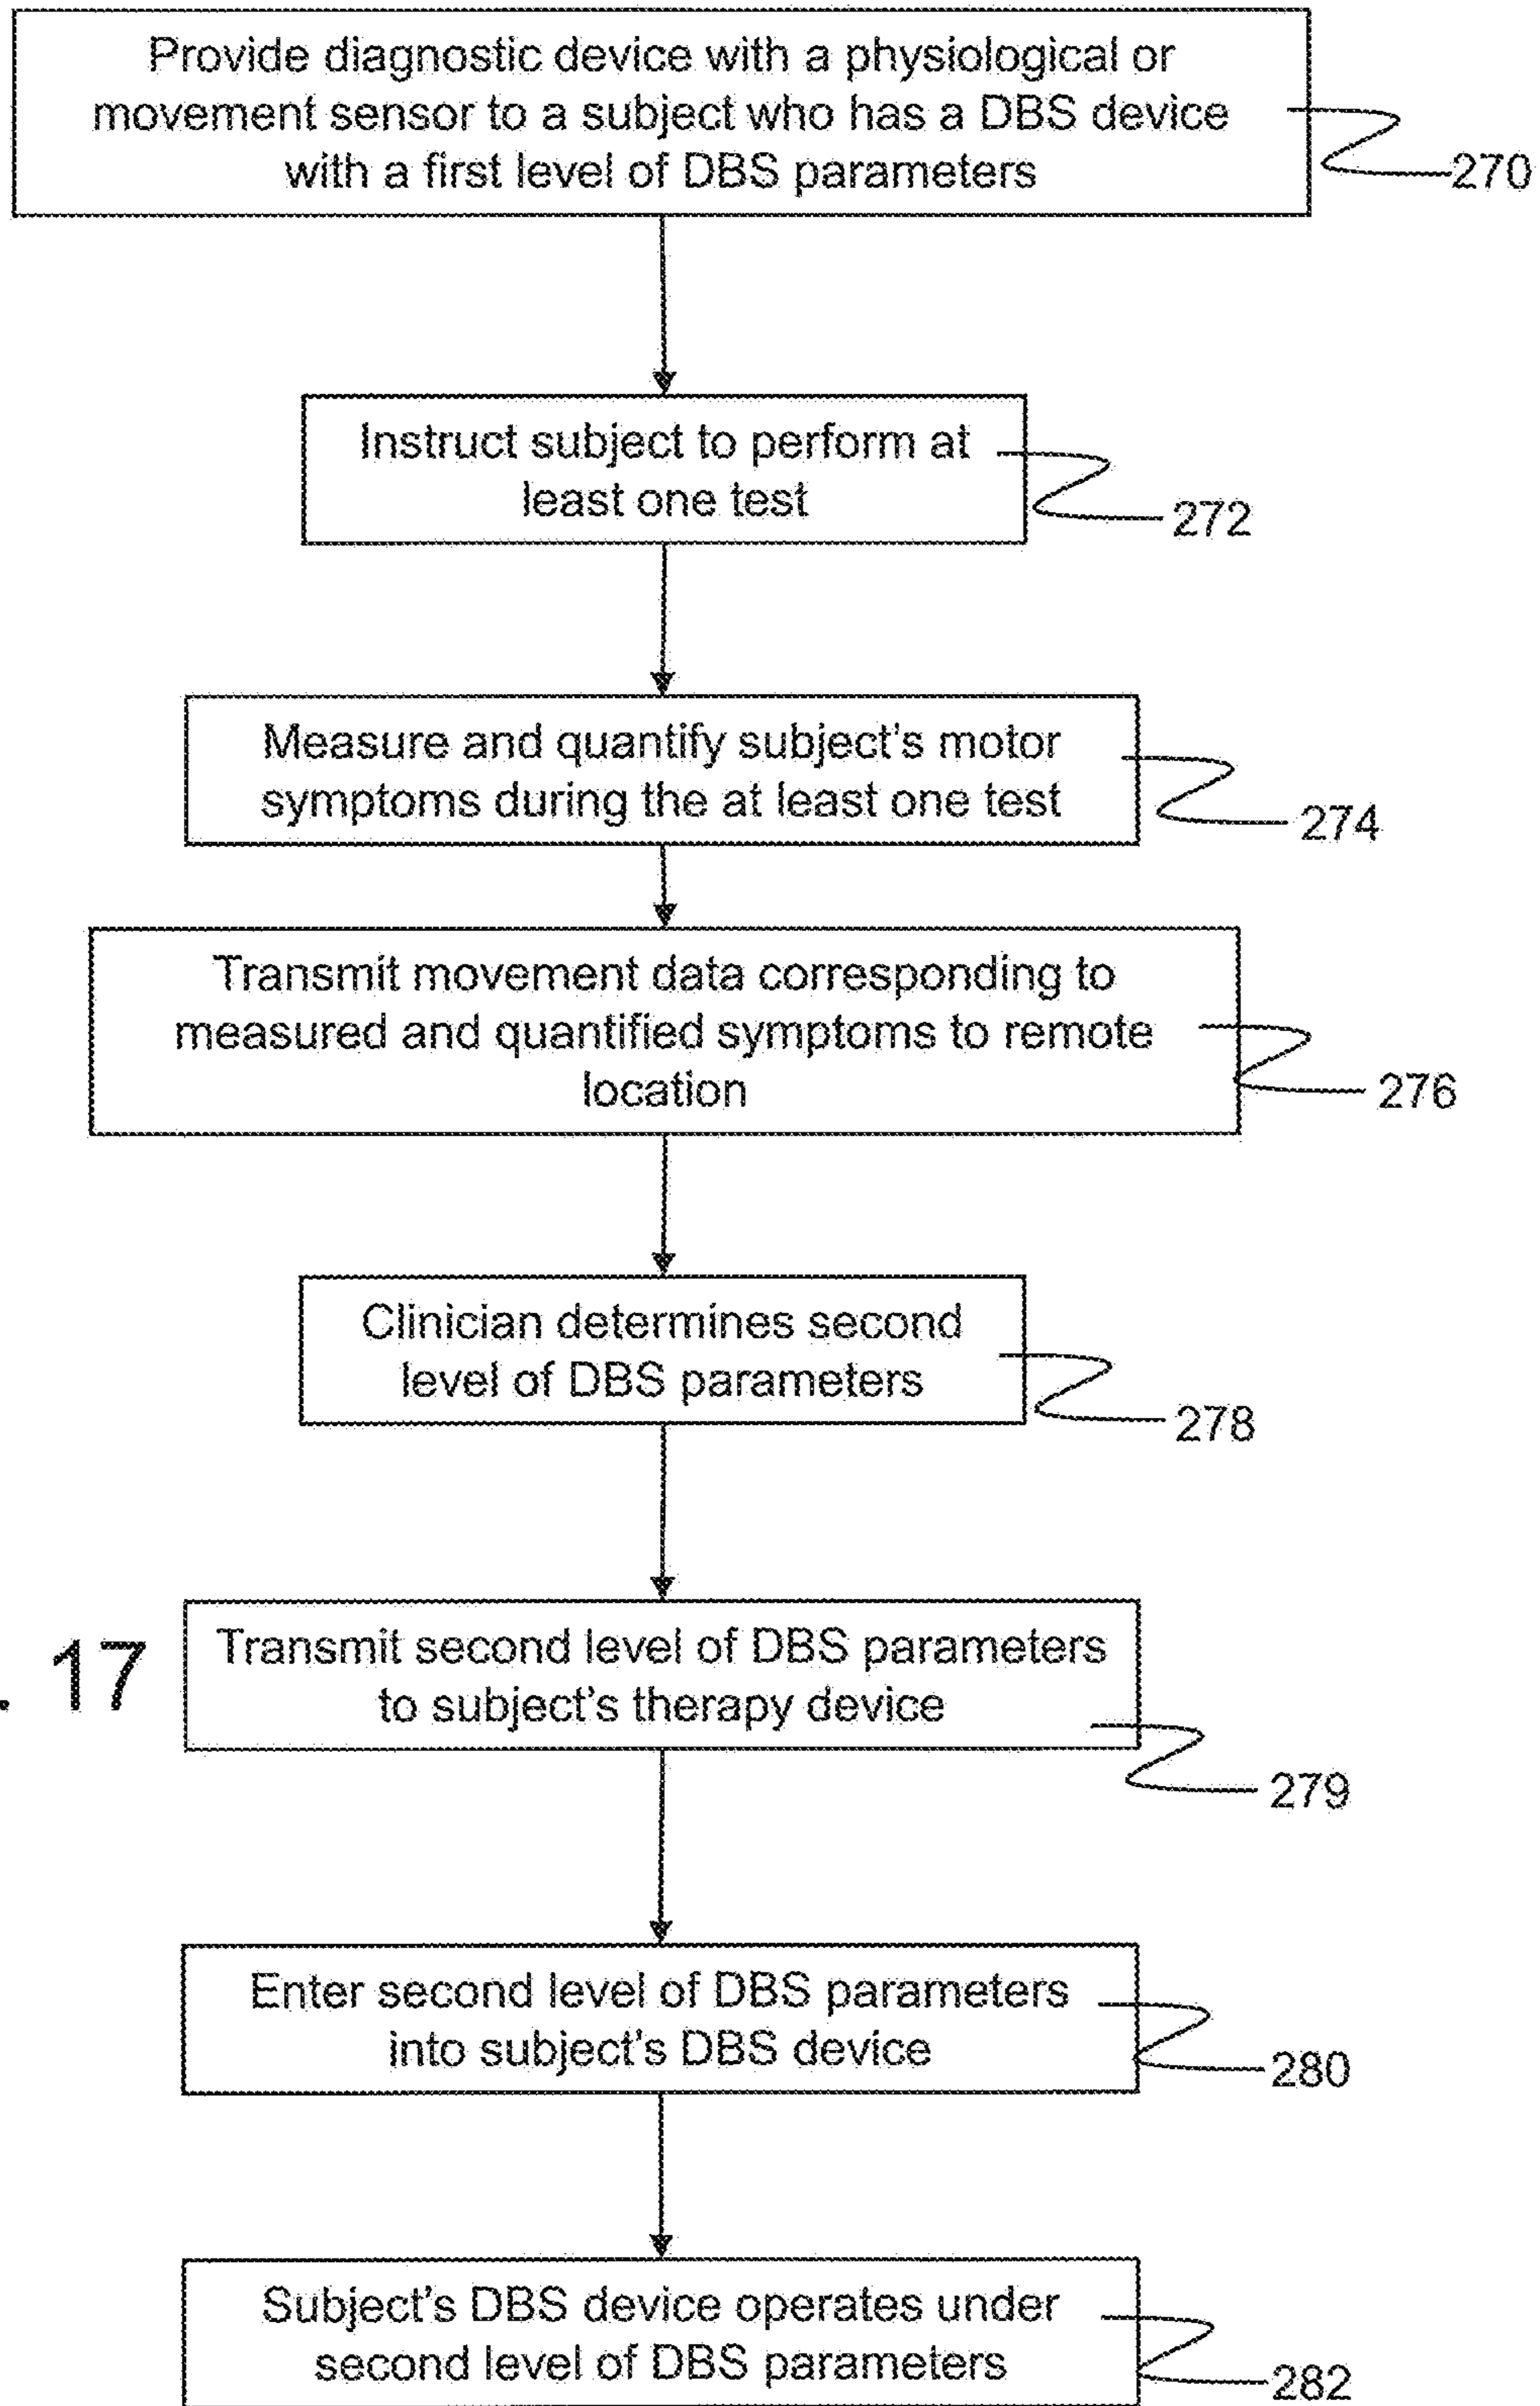 Provide diagnostic device with a physiological or
movement sensor to a subject who has a DBS device
with a first level of DBS parameters
270
Instruct subject to perform at
least one test
272
Measure and quantify subject's motor
symptoms during the at least one test
274
Transmit movement data corresponding to
measured and quantified symptoms to remote
location
276
Clinician determines second
level of DBS parameters
278
. 17
Transmit second level of DBS parameters
to subject's therapy device
279
Enter second level of DBS parameters
into subject's DBS device
280
Subject's DBS device operates under
second level of DBS parameters
282